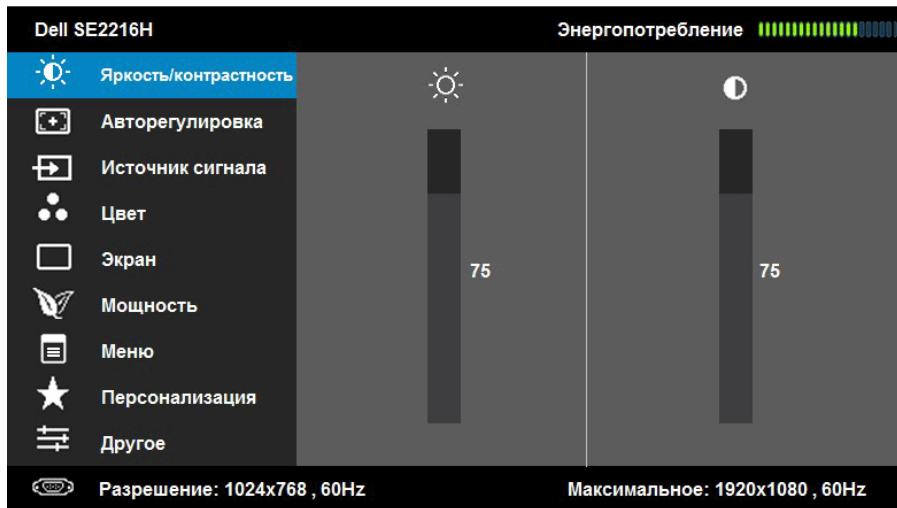 Dell SE2216H
Энергопотребление
Яркость/контрастность
Авторегулировка
Источник сигнала
Цвет
Экран
Мощность
Меню
Персонализация
Другое
75
75
Разрешение: 1024x768 , 60Hz
Максимальное: 1920x1080 , 60Hz